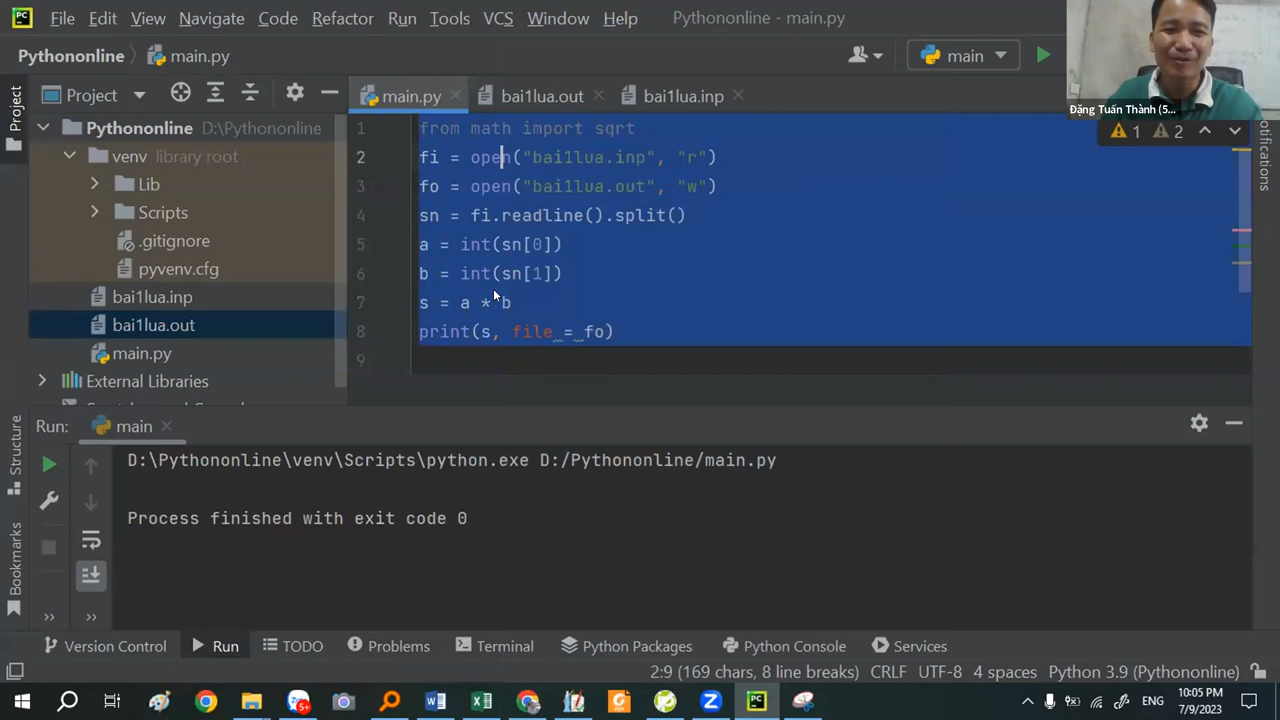 File Edit View Navigate Code Refactor Run Tools VCS Window Help Pythononline - main.py
Pythononline main.py main
Đặng Tuấn Thành (5...
Project
Project main.py bai1lua.out bai1lua.inp
1 2
Pythononline D:\Pythononline
venv library root
Lib
Scripts
.gitignore
pyvenv.cfg
bai1lua.inp
bai1lua.out
main.py
External Libraries
1 from math import sqrt
2 fi = open("bai1lua.inp", "r")
3 fo = open("bai1lua.out", "w")
4 sn = fi.readline().split()
5 a = int(sn[0])
6 b = int(sn[1])
7 s = a * b
8 print(s, file = fo)
9
Notifications
Run: main
D:\Pythononline\venv\Scripts\python.exe D:/Pythononline/main.py
Process finished with exit code 0
Structure
Bookmarks
Version Control Run TODO Problems Terminal Python Packages Python Console Services
2:9 (169 chars, 8 line breaks) CRLF UTF-8 4 spaces Python 3.9 (Pythononline)
ENG
10:05 PM
7/9/2023